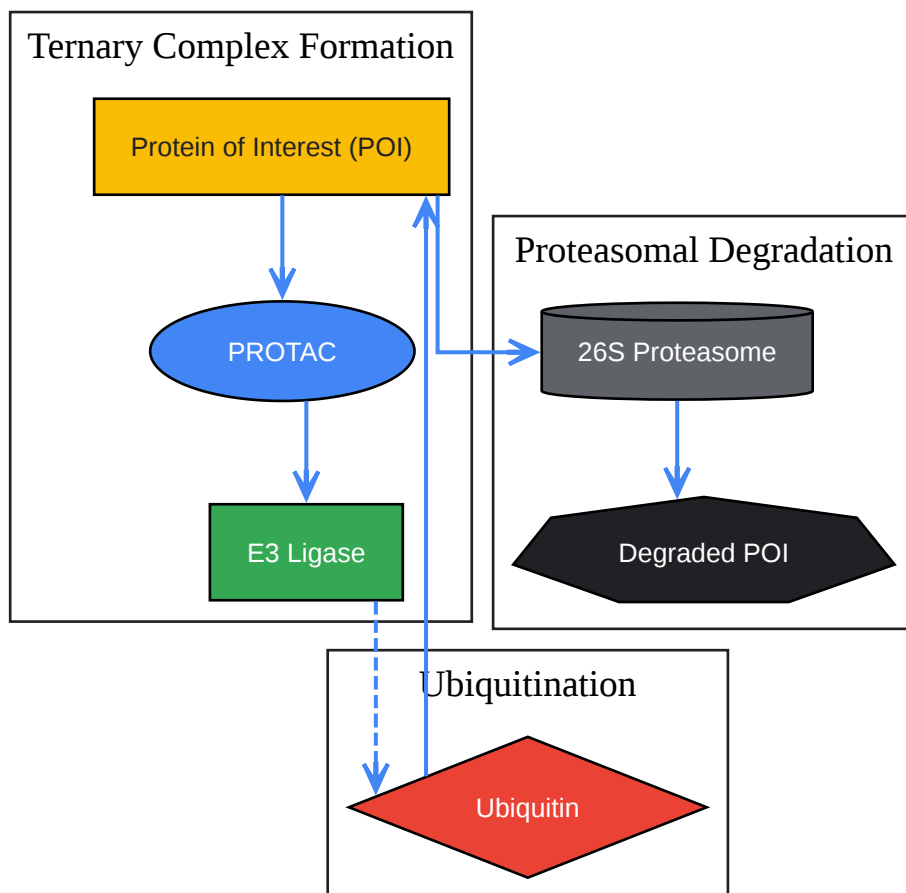 Ternary Complex Formation
Protein of Interest (POI)
PROTAC
E3 Ligase
Proteasomal Degradation
26S Proteasome
Degraded POI
Ubiquitination
Ubiquitin